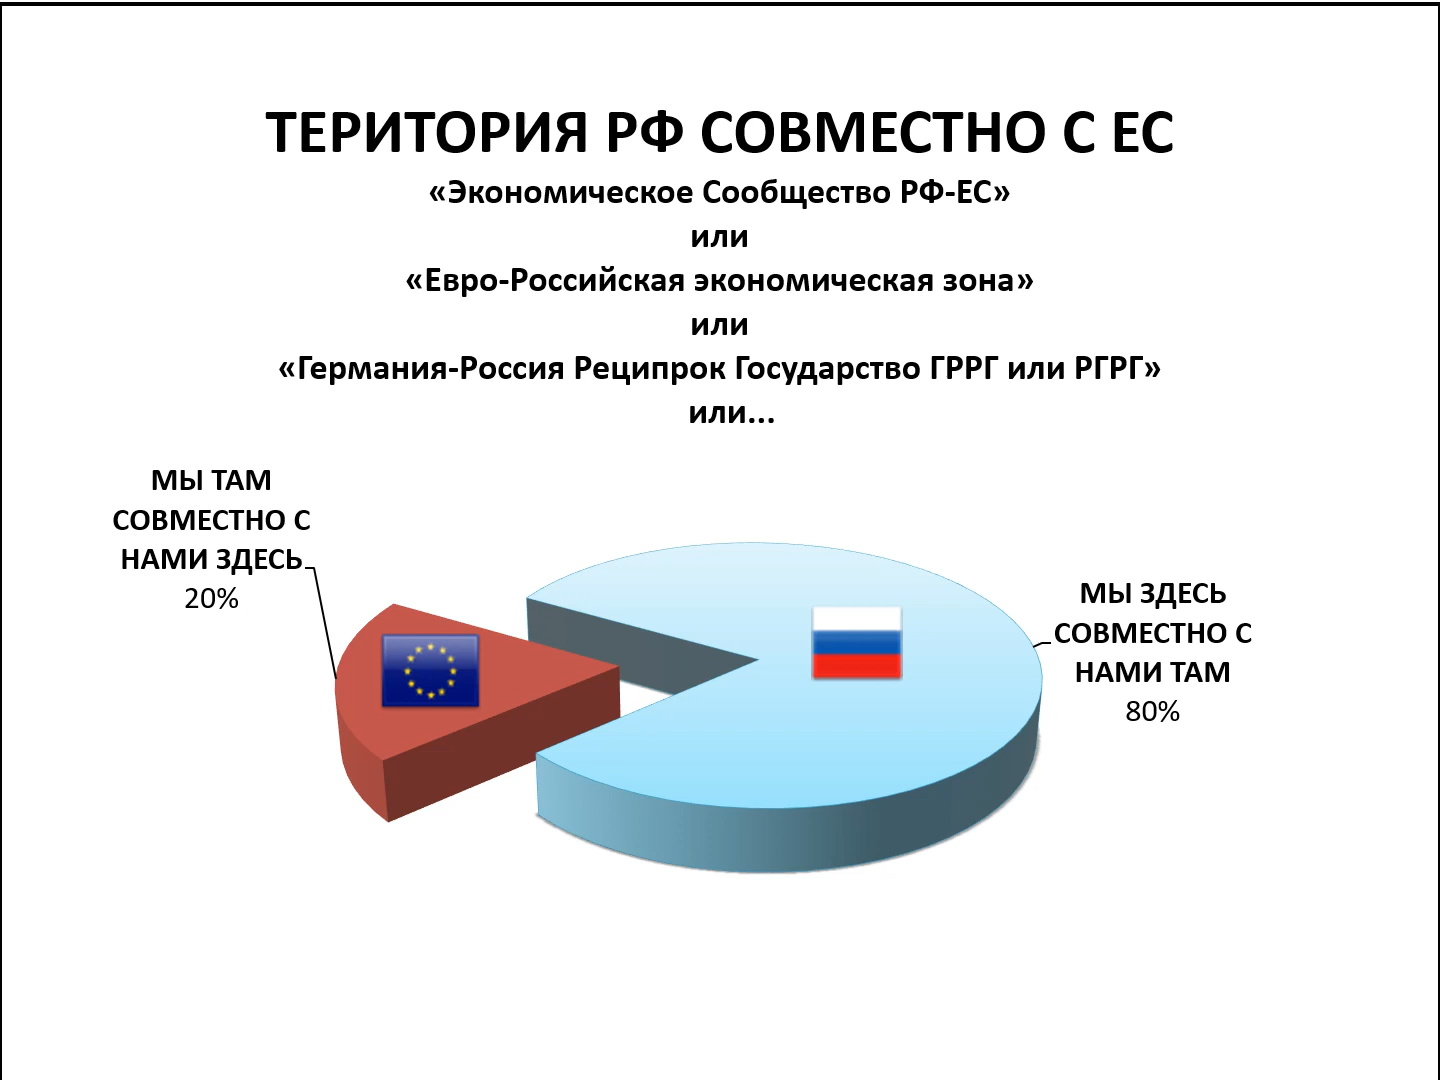 ТЕРИТОРИЯ РФ СОВМЕСТНО С ЕС
«Экономическое Сообщество РФ-ЕС»
или
«Евро-Российская экономическая зона»
или
«Германия-Россия Реципрок Государство ГРРГ или РГРГ»
или...
МЫ ТАМ
СОВМЕСТНО С
НАМИ ЗДЕСЬ
20%
МЫ ЗДЕСЬ
СОВМЕСТНО С
НАМИ ТАМ
80%